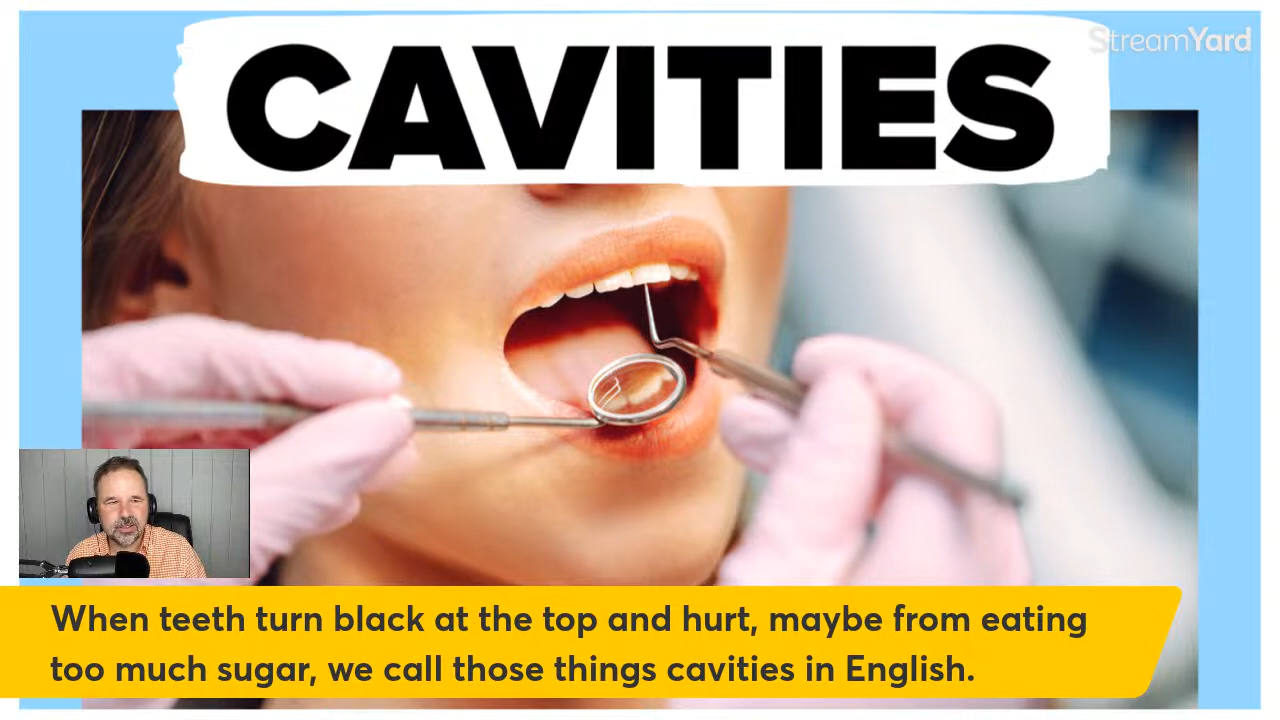 CAVITIES
StreamYard
When teeth turn black at the top and hurt, maybe from eating
too much sugar, we call those things cavities in English.